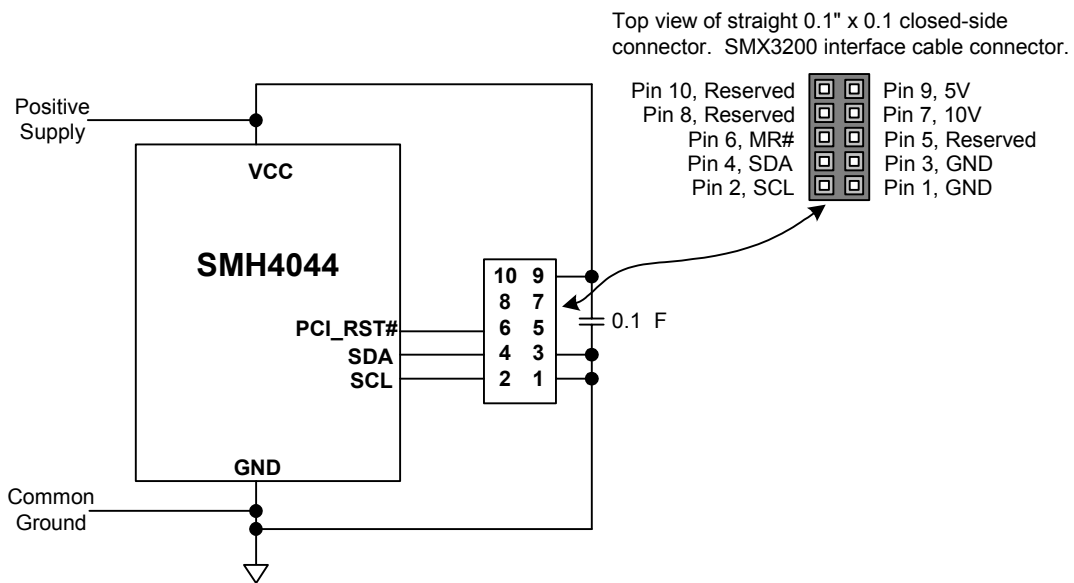 Top view of straight 0.1" x 0.1 closed-side
connector. SMX3200 interface cable connector.
Pin 10, Reserved
Pin 9, 5V
Pin 8, Reserved
Pin 7, 10V
Pin 6, MR#
Pin 5, Reserved
Pin 4, SDA
Pin 3, GND
Pin 2, SCL
Pin 1, GND
Positive
Supply
VCC
SMH4044
PCI_RST#
SDA
SCL
GND
10 9
8 7
6 5
4 3
2 1
0.1 F
Common
Ground